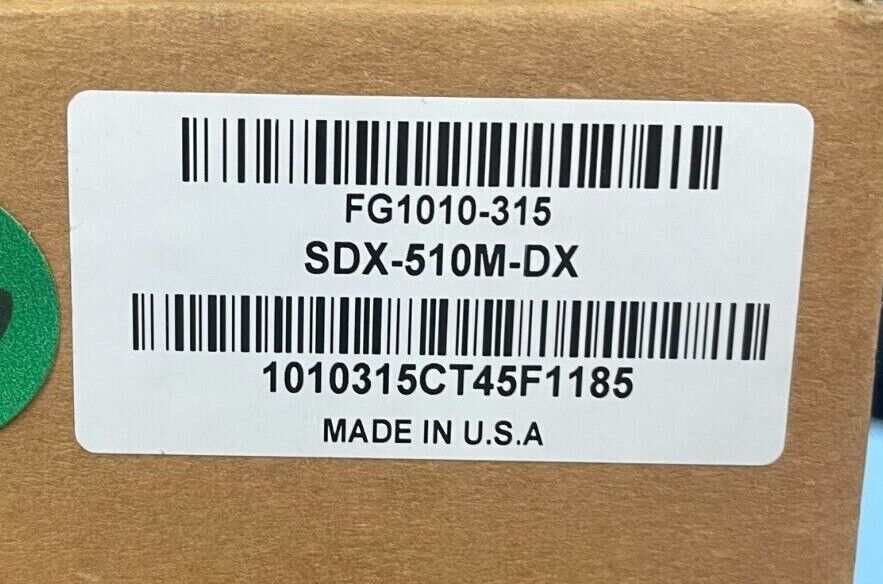 FG1010-315
SDX-510M-DX
1010315CT45F1185
MADE IN U.S.A